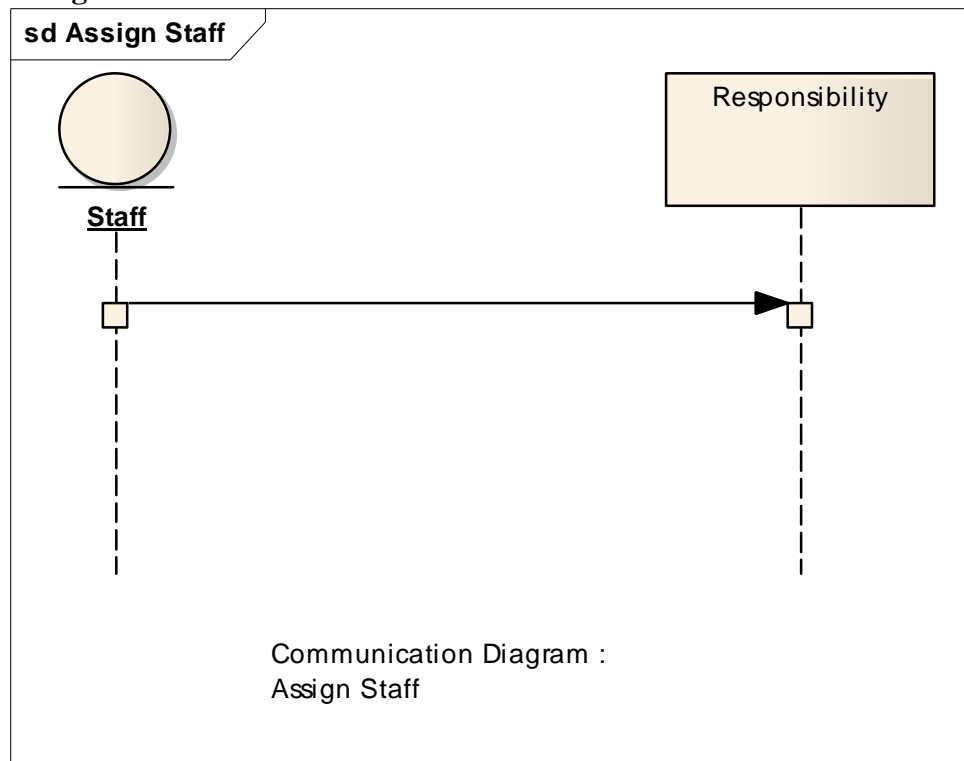 sd Assign Staff
Responsibility
Staff
Communication Diagram :
Assign Staff